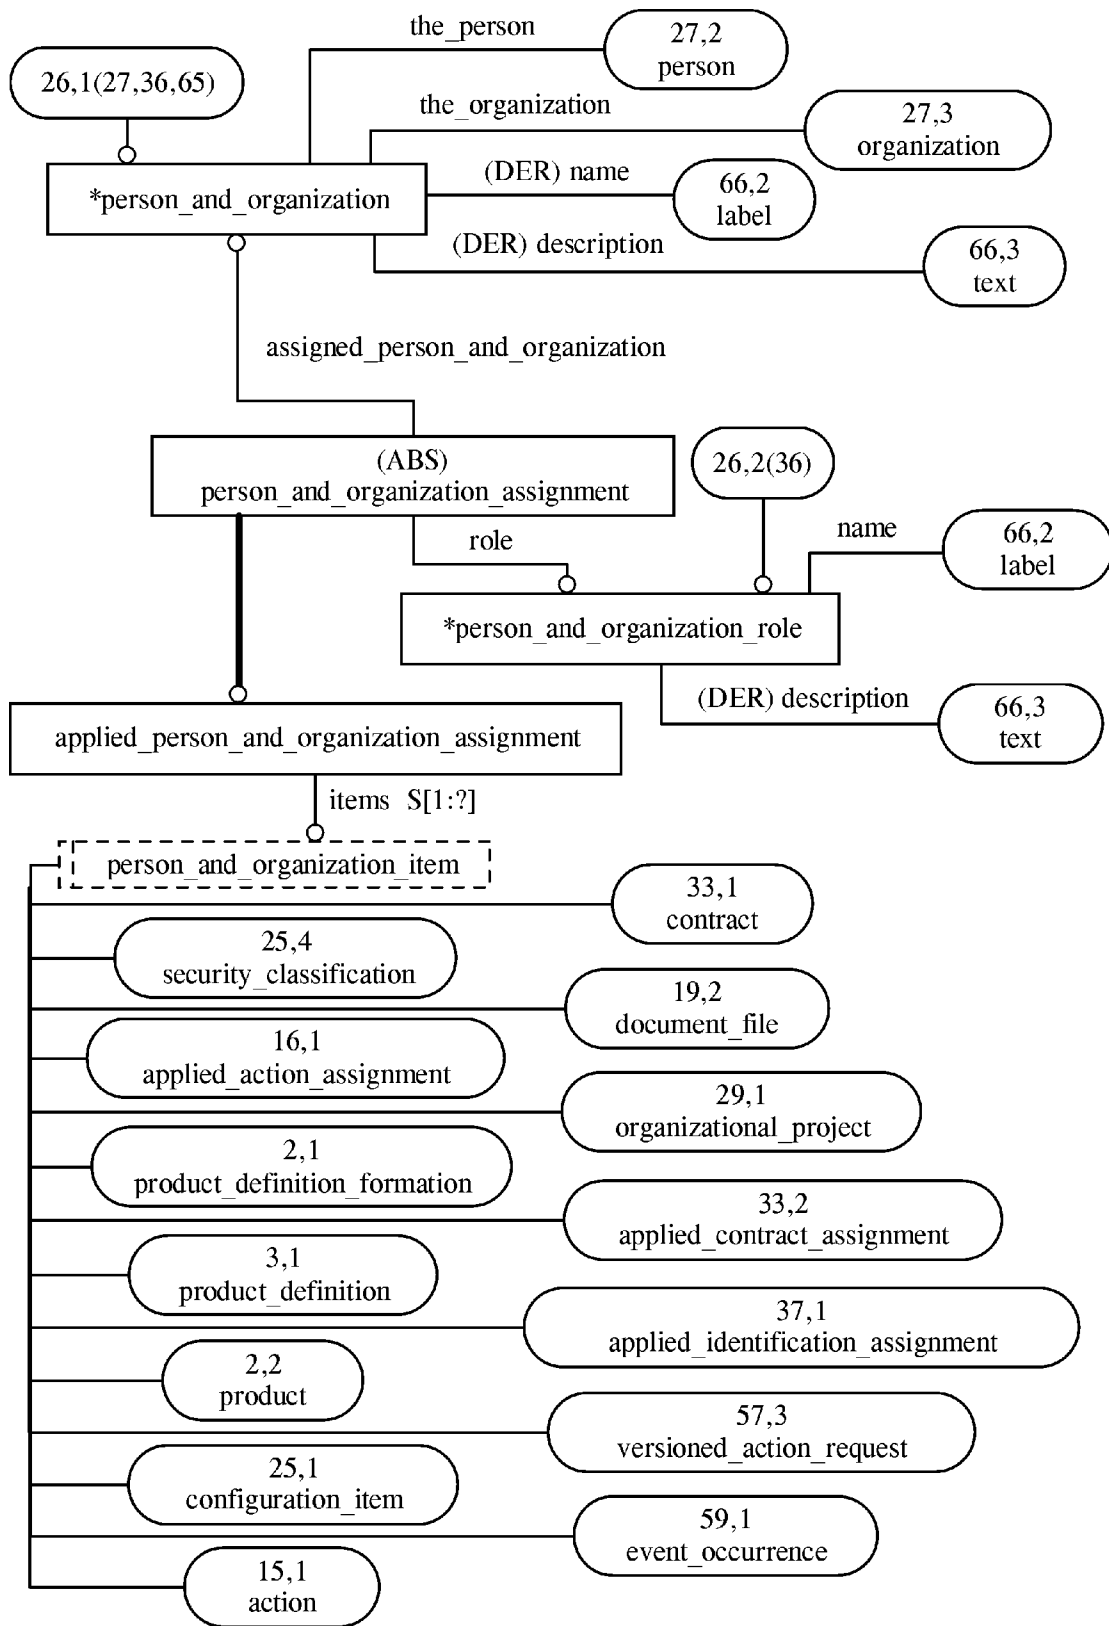 the_person
27,2
person
26,1(27,36,65)
the_organization
27,3
organization
*person_and_organization
(DER) name
66,2
label
(DER) description
66,3
text
assigned_person_and_organization
(ABS)
person_and_organization_assignment
26,2(36)
role
name
66,2
label
*person_and_organization_role
(DER) description
66,3
text
applied_person_and_organization_assignment
items S[1:?]
person_and_organization_item
33,1
contract
25,4
security_classification
19,2
document_file
16,1
applied_action_assignment
29,1
organizational_project
2,1
product_definition_formation
33,2
applied_contract_assignment
3,1
product_definition
37,1
applied_identification_assignment
2,2
product
57,3
versioned_action_request
25,1
configuration_item
59,1
event_occurrence
15,1
action